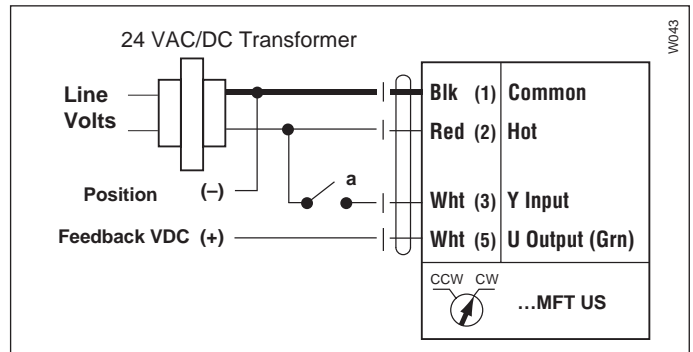 24 VAC/DC Transformer
W043
Line
Volts
Blk (1) Common
Red (2) Hot
a
Position (–)
Wht (3) Y Input
Feedback VDC (+)
Wht (5) U Output (Grn)
CCW CW
...MFT US